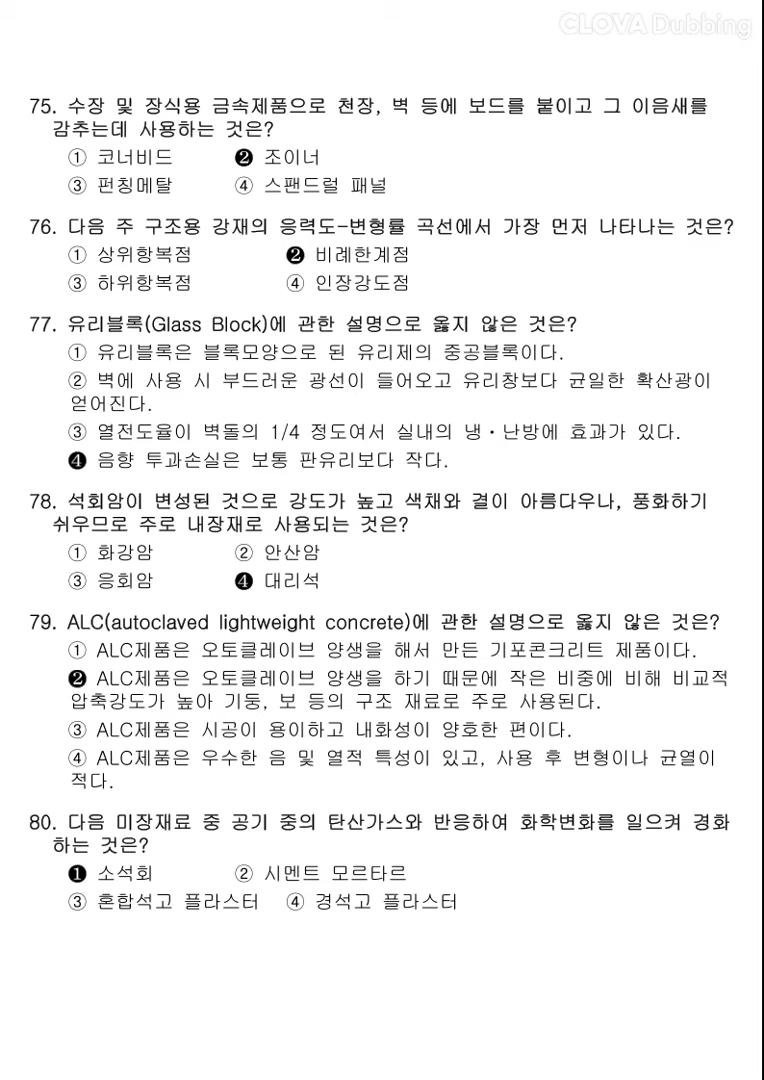 CLOVA Dubbing
75. 수장 및 장식용 금속제품으로 천장, 벽 등에 보드를 붙이고 그 이음새를
감추는데 사용하는 것은?
① 코너비드 ❷ 조이너
③ 펀칭메탈 ④ 스팬드럴 패널
76. 다음 주 구조용 강재의 응력도-변형률 곡선에서 가장 먼저 나타나는 것은?
① 상위항복점 ❷ 비례한계점
③ 하위항복점 ④ 인장강도점
77. 유리블록(Glass Block)에 관한 설명으로 옳지 않은 것은?
① 유리블록은 블록모양으로 된 유리제의 중공블록이다.
② 벽에 사용 시 부드러운 광선이 들어오고 유리창보다 균일한 확산광이
얻어진다.
③ 열전도율이 벽돌의 1/4 정도여서 실내의 냉·난방에 효과가 있다.
❹ 음향 투과손실은 보통 판유리보다 작다.
78. 석회암이 변성된 것으로 강도가 높고 색채와 결이 아름다우나, 풍화하기
쉬우므로 주로 내장재로 사용되는 것은?
① 화강암 ② 안산암
③ 응회암 ❹ 대리석
79. ALC(autoclaved lightweight concrete)에 관한 설명으로 옳지 않은 것은?
① ALC제품은 오토클레이브 양생을 해서 만든 기포콘크리트 제품이다.
❷ ALC제품은 오토클레이브 양생을 하기 때문에 작은 비중에 비해 비교적
압축강도가 높아 기둥, 보 등의 구조 재료로 주로 사용된다.
③ ALC제품은 시공이 용이하고 내화성이 양호한 편이다.
④ ALC제품은 우수한 음 및 열적 특성이 있고, 사용 후 변형이나 균열이
적다.
80. 다음 미장재료 중 공기 중의 탄산가스와 반응하여 화학변화를 일으켜 경화
하는 것은?
❶ 소석회 ② 시멘트 모르타르
③ 혼합석고 플라스터 ④ 경석고 플라스터